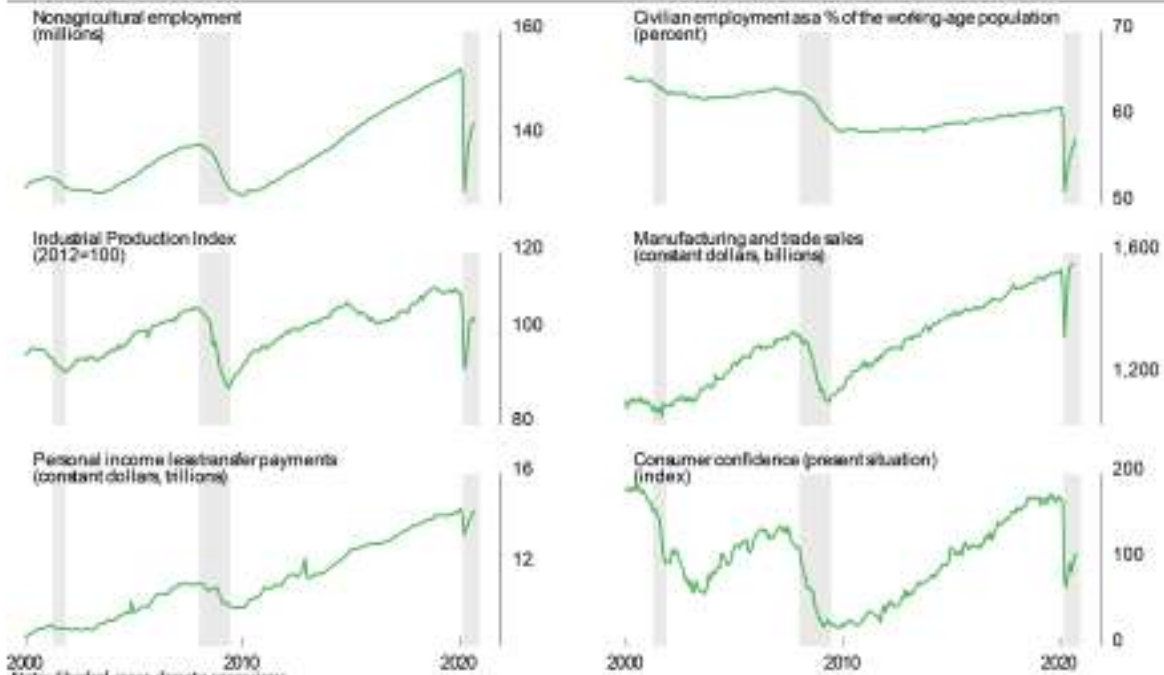 Nonagricultural employment
(millions)
160
140
Civilian employment as a % of the working-age population
(percent)
70
60
50
Industrial Production Index
(2012=100)
120
100
80
Manufacturing and trade sales
(constant dollars, billions)
1,600
1,200
Personal income less transfer payments
(constant dollars, trillions)
16
12
2000
2010
2020
Consumer confidence (present situation)
(index)
200
100
0
2000
2010
2020